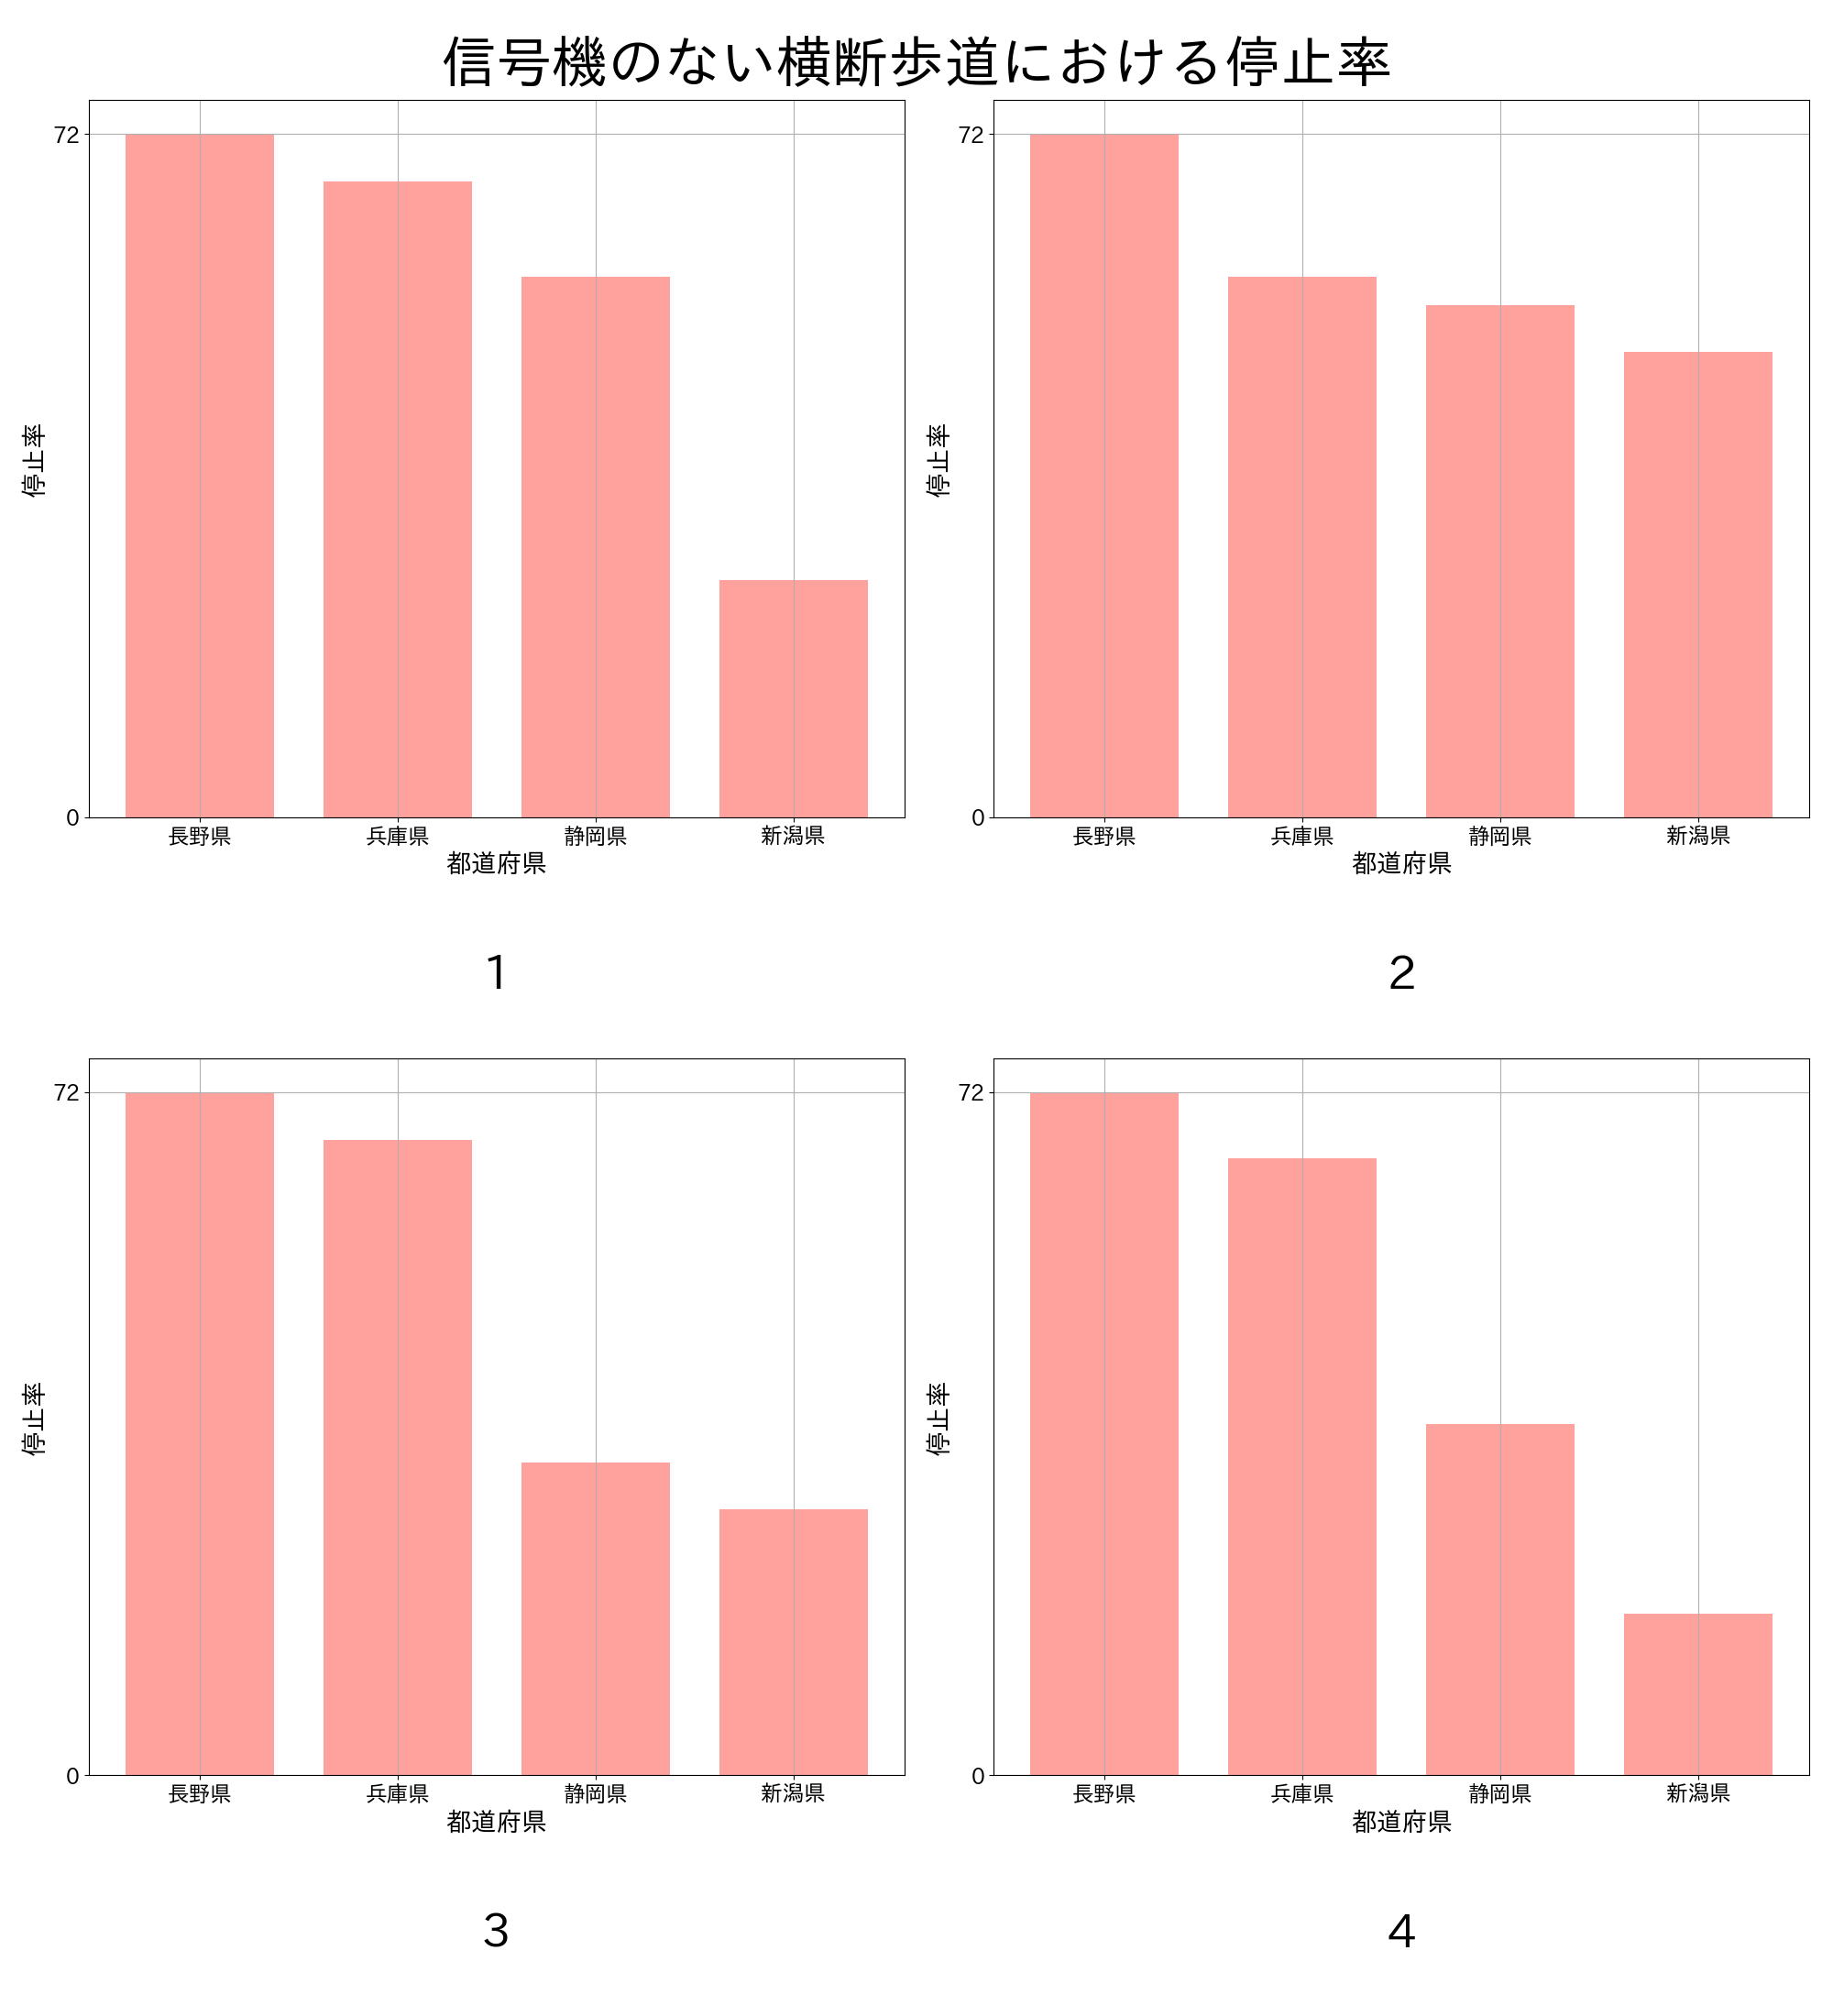 信号機のない横断歩道における停止率
72
0
停止率
長野県 兵庫県 静岡県 新潟県
都道府県
1
72
0
停止率
長野県 兵庫県 静岡県 新潟県
都道府県
2
72
0
停止率
長野県 兵庫県 静岡県 新潟県
都道府県
3
72
0
停止率
長野県 兵庫県 静岡県 新潟県
都道府県
4